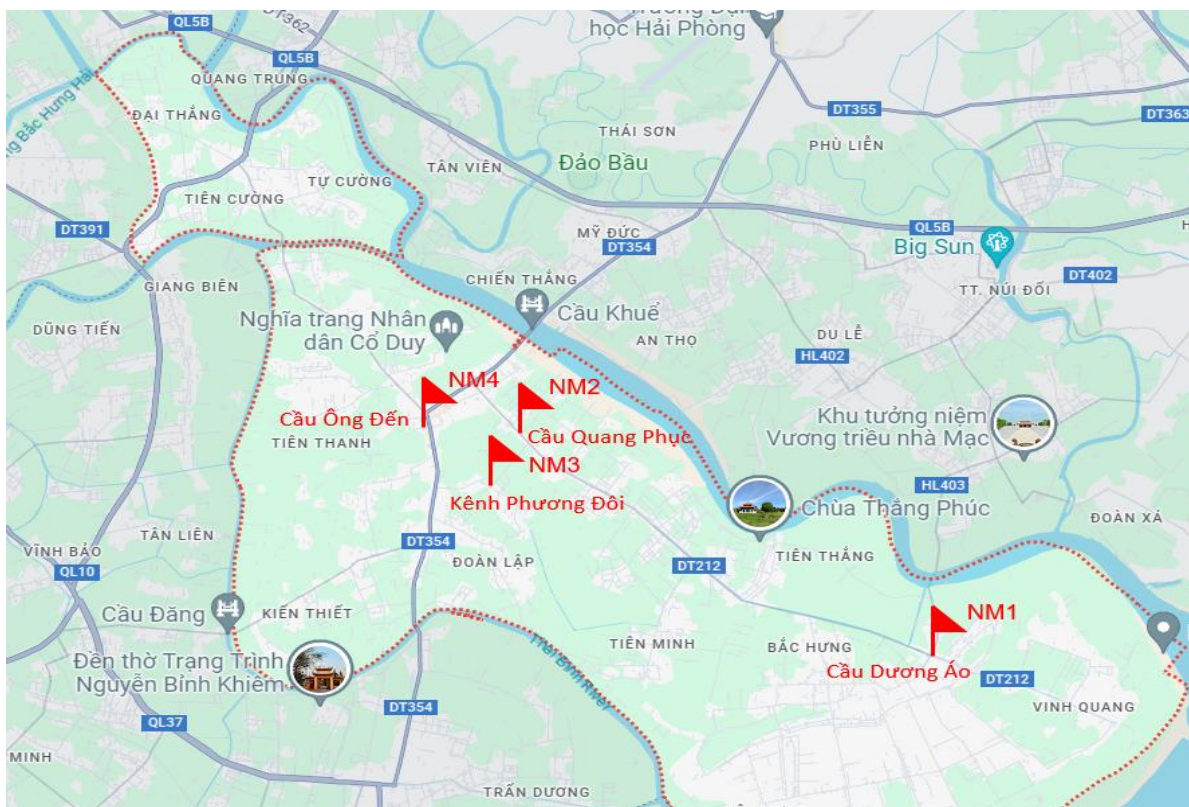 QL5B
DT362
học Hải Phòng
QL5B
QUANG TRUNG
QL5B
ĐẠI THẮNG
DT355
DT363
THÁI SƠN
PHÙ LIỄN
Đảo Bầu
TÂN VIÊN
TỰ CƯỜNG
TIÊN CƯỜNG
DT391
MỸ ĐỨC
DT354
QL5B
Big Sun
DT402
TT. NÚI ĐỐI
GIANG BIÊN
CHIẾN THẮNG
DŨNG TIẾN
Nghĩa trang Nhân
dân Cổ Duy
Cầu Khuể
AN THỌ
DU LỄ
HL402
NM4
NM2
Cầu Ông Đến
Cầu Quang Phục
TIÊN THANH
Khu tưởng niệm
Vương triều nhà Mạc
NM3
Kênh Phương Đôi
HL403
Chùa Thắng Phúc
ĐOÀN XÁ
TÂN LIÊN
VĨNH BẢO
DT354
QL10
ĐOÀN LẬP
DT212
TIÊN THẮNG
Cầu Đăng
KIẾN THIẾT
NM1
TIÊN MINH
BẮC HƯNG
Cầu Dương Áo
Đền thờ Trạng Trình
Nguyễn Bỉnh Khiêm
DT212
DT354
VINH QUANG
QL37
MINH
TRẤN DƯƠNG